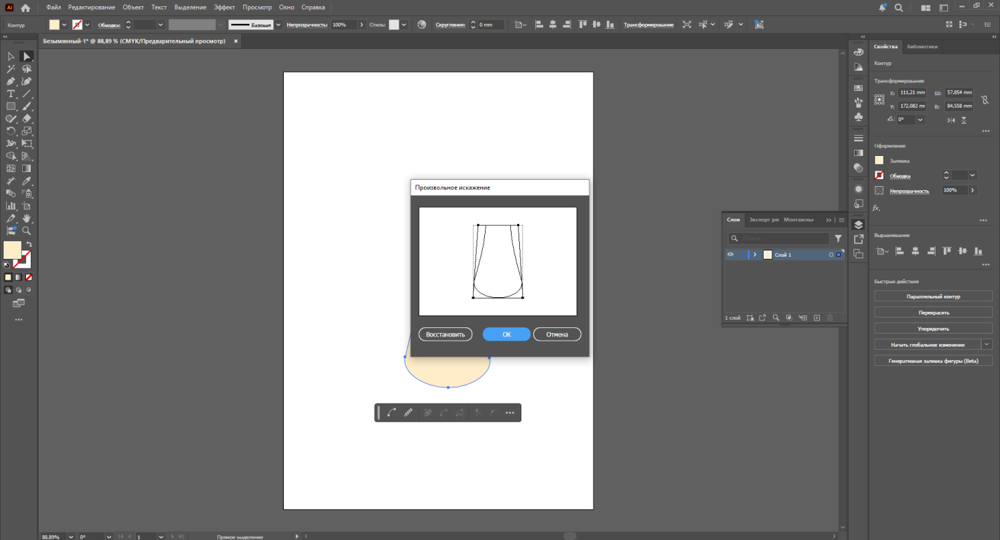 Ai Файл Редактирование Объект Текст Выделение Эффект Просмотр Окно Справка
Контур Обводка: Базовая Непрозрачность: 100% Стили: Скругления: 0 mm Трансформирование
Безымянный-1* @ 88,89 % (CMYK/Предварительный просмотр) ×
Свойства Библиотеки
Контур
Трансформирование
X: 111,21 mm Ш: 57,854 mm
Y: 172,082 mr В: 84,558 mm
0°
Оформление
Заливка
Обводка
Непрозрачность 100%
fx.
Выравнивание
Быстрые действия
Параллельный контур
Перекрасить
Упорядочить
Начать глобальное изменение
Генеративная заливка фигуры (Beta)
Произвольное искажение
Восстановить ОК Отмена
Слои Экспорт рес Монтажны
Поиск
Слой 1
1 слой
88,89% 0° 1 Прямое выделение